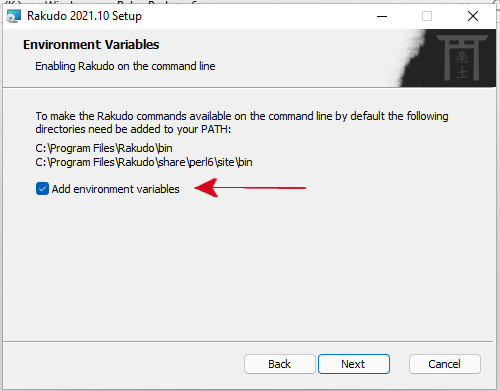 Rakudo 2021.10 Setup
Environment Variables
Enabling Rakudo on the command line
楽
土
To make the Rakudo commands available on the command line by default the following
directories need be added to your PATH:
C:\Program Files\Rakudo\bin
C:\Program Files\Rakudo\share\perl6\site\bin
Add environment variables
Back
Next
Cancel